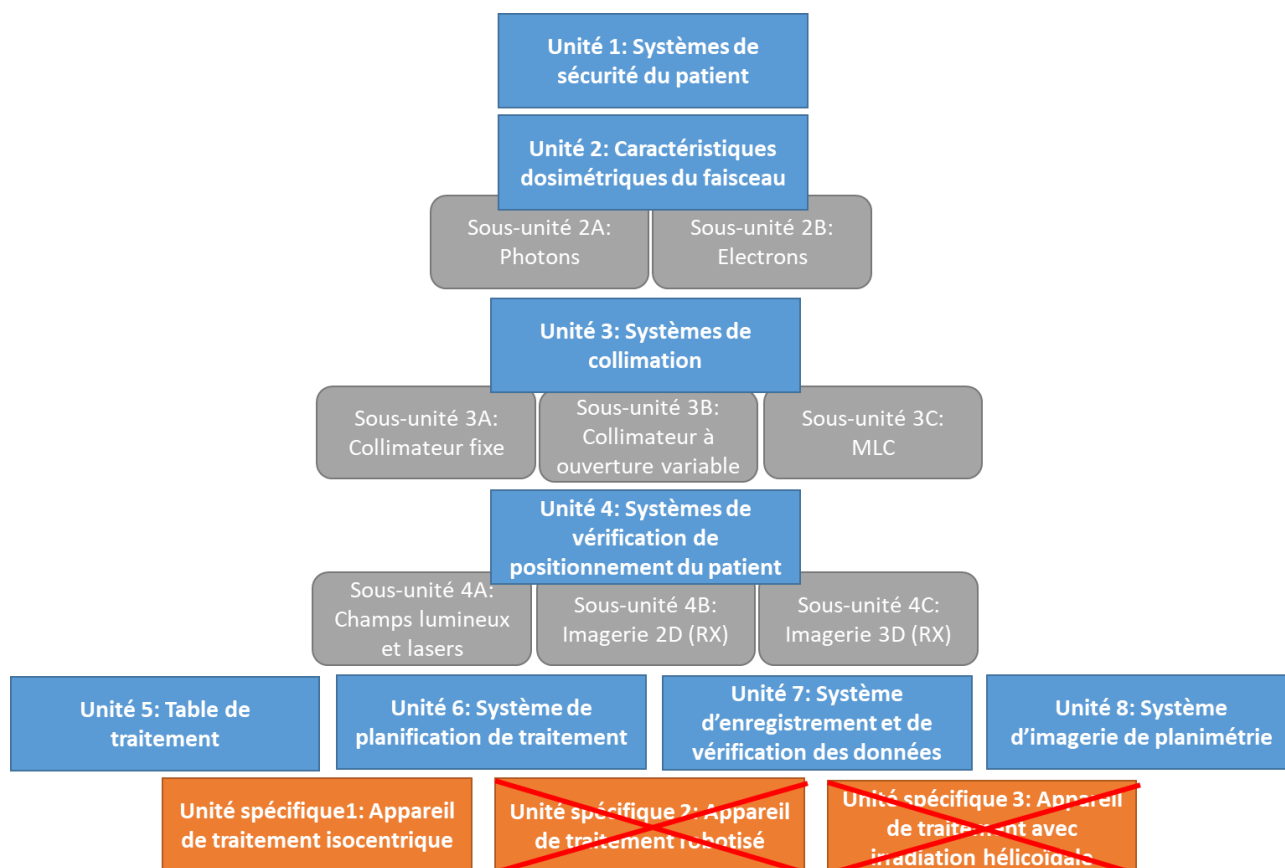 Unité 1: Systèmes de
sécurité du patient
Unité 2: Caractéristiques
dosimétriques du faisceau
Sous-unité 2A:
Photons
Sous-unité 2B:
Electrons
Unité 3: Systèmes de
collimation
Sous-unité 3A:
Collimateur fixe
Sous-unité 3B:
Collimateur à
ouverture variable
Sous-unité 3C:
MLC
Unité 4: Systèmes de
vérification de
positionnement du patient
Sous-unité 4A:
Champs lumineux
et lasers
Sous-unité 4B:
Imagerie 2D (RX)
Sous-unité 4C:
Imagerie 3D (RX)
Unité 5: Table de
traitement
Unité 6: Système de
planification de traitement
Unité 7: Système
d'enregistrement et de
vérification des données
Unité 8: Système
d'imagerie de planimétrie
Unité spécifique1: Appareil
de traitement isocentrique
Unité spécifique 2: Appareil
de traitement robotisé
Unité spécifique 3: Appareil
de traitement avec
irradiation hélicoïdale